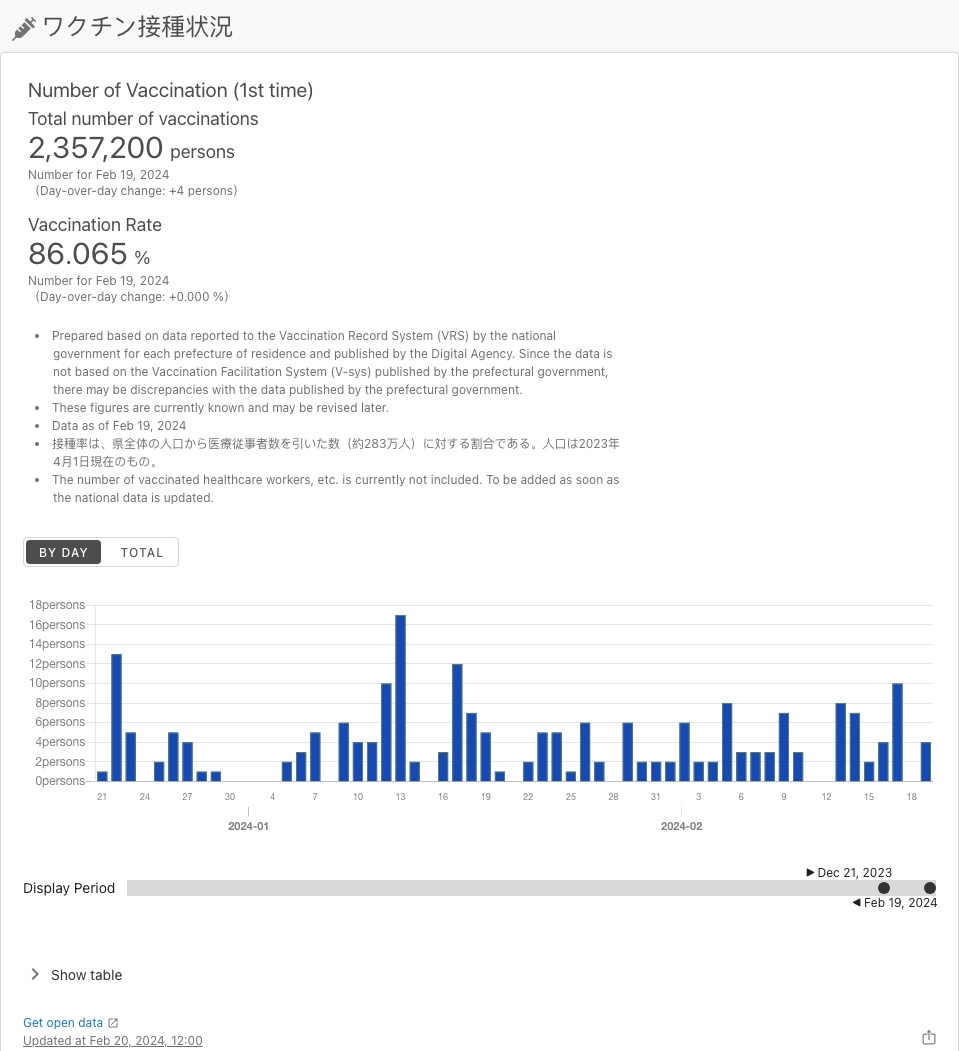 ワクチン接種状況
Number of Vaccination (1st time)
Total number of vaccinations
2,357,200 persons
Number for Feb 19, 2024
（Day-over-day change: +4 persons）
Vaccination Rate
86.065 %
Number for Feb 19, 2024
（Day-over-day change: +0.000 %）
• Prepared based on data reported to the Vaccination Record System (VRS) by the national
government for each prefecture of residence and published by the Digital Agency. Since the data is
not based on the Vaccination Facilitation System (V-sys) published by the prefectural government,
there may be discrepancies with the data published by the prefectural government.
• These figures are currently known and may be revised later.
• Data as of Feb 19, 2024
• 接種率は、県全体の人口から医療従事者数を引いた数（約283万人）に対する割合である。人口は2023年
4月1日現在のもの。
• The number of vaccinated healthcare workers, etc. is currently not included. To be added as soon as
the national data is updated.
BY DAY TOTAL
18persons
16persons
14persons
12persons
10persons
8persons
6persons
4persons
2persons
0persons
21 24 27 30 4 7 10 13 16 19 22 25 28 31 3 6 9 12 15 18
2024-01 2024-02
Dec 21, 2023
Display Period
Feb 19, 2024
Show table
Get open data
Updated at Feb 20, 2024, 12:00